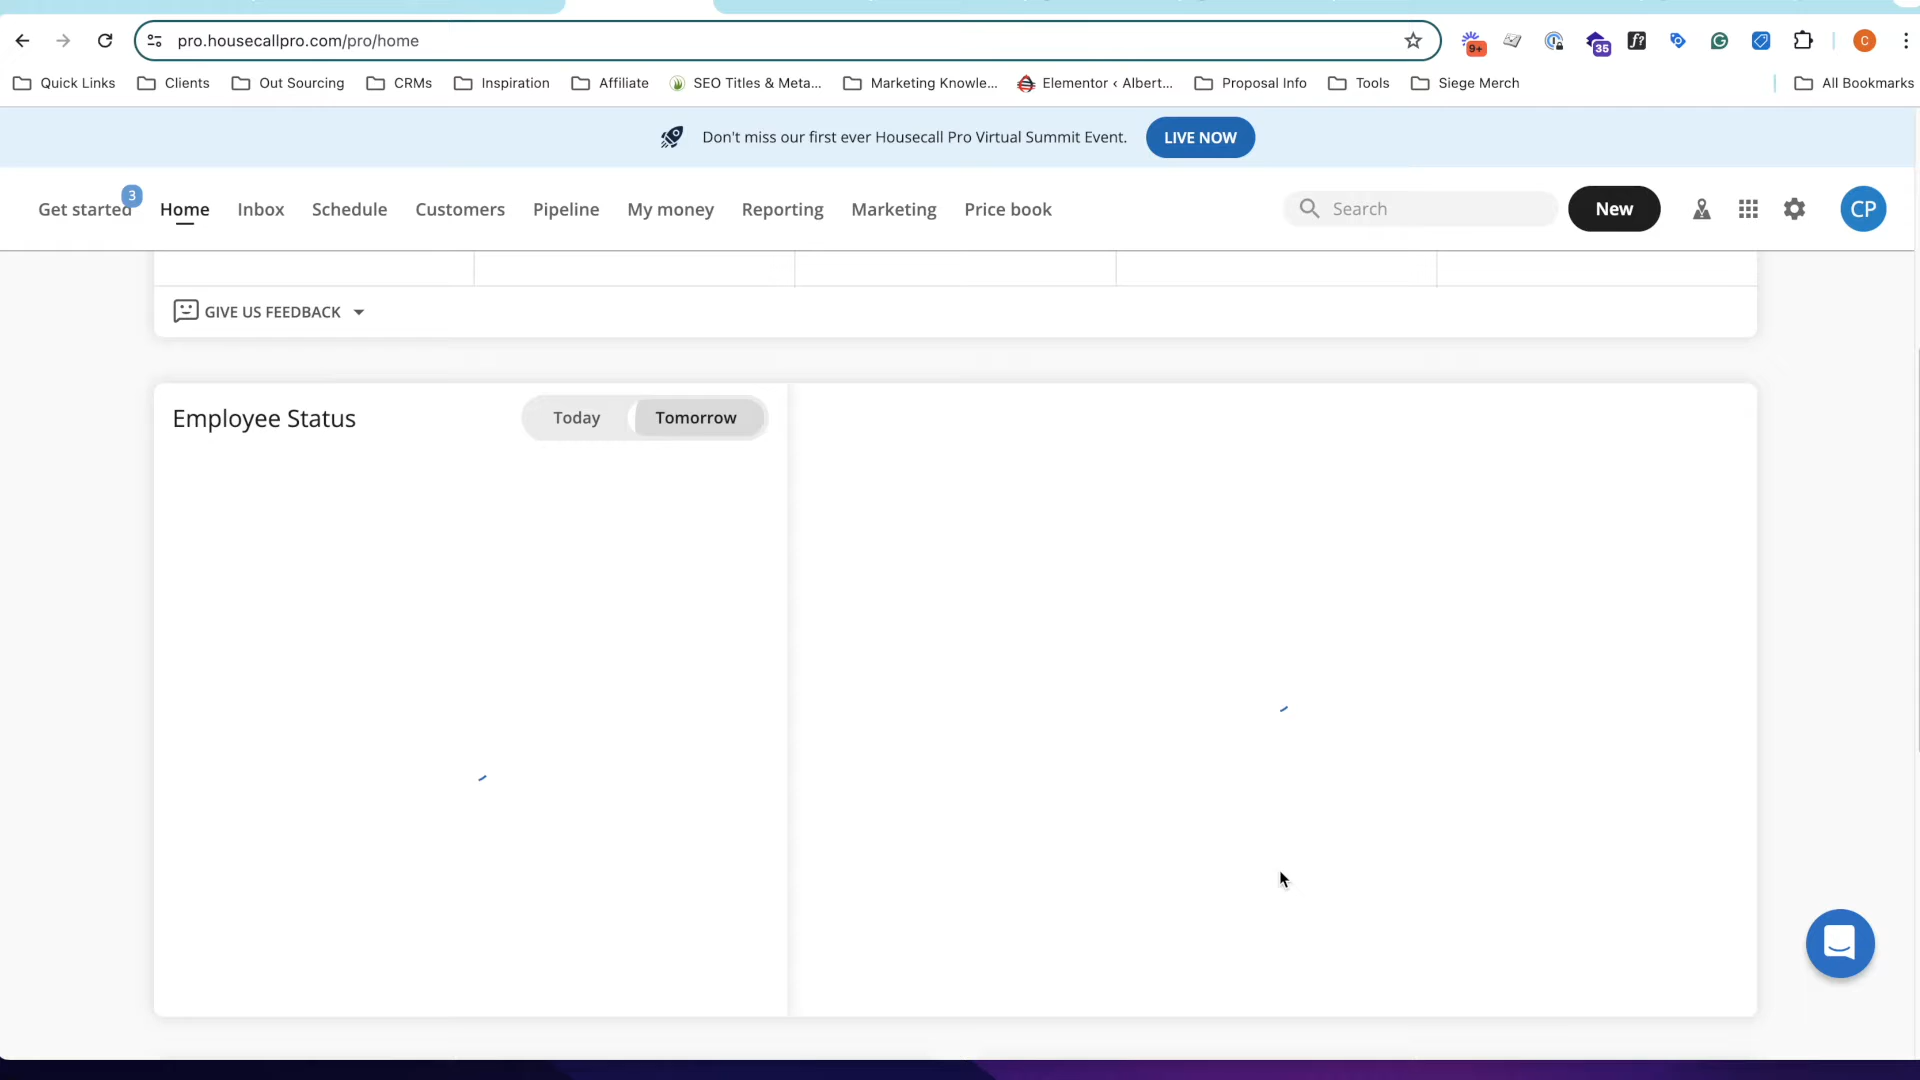 pro.housecallpro.com/pro/home
9+
35
f?
C
Quick Links
Clients
Out Sourcing
CRMs
Inspiration
Affiliate
SEO Titles & Meta...
Marketing Knowle...
Elementor ‹ Albert...
Proposal Info
Tools
Siege Merch
All Bookmarks
Don't miss our first ever Housecall Pro Virtual Summit Event.
LIVE NOW
Get started
3
Home
Inbox
Schedule
Customers
Pipeline
My money
Reporting
Marketing
Price book
Search
New
CP
GIVE US FEEDBACK
Employee Status
Today
Tomorrow